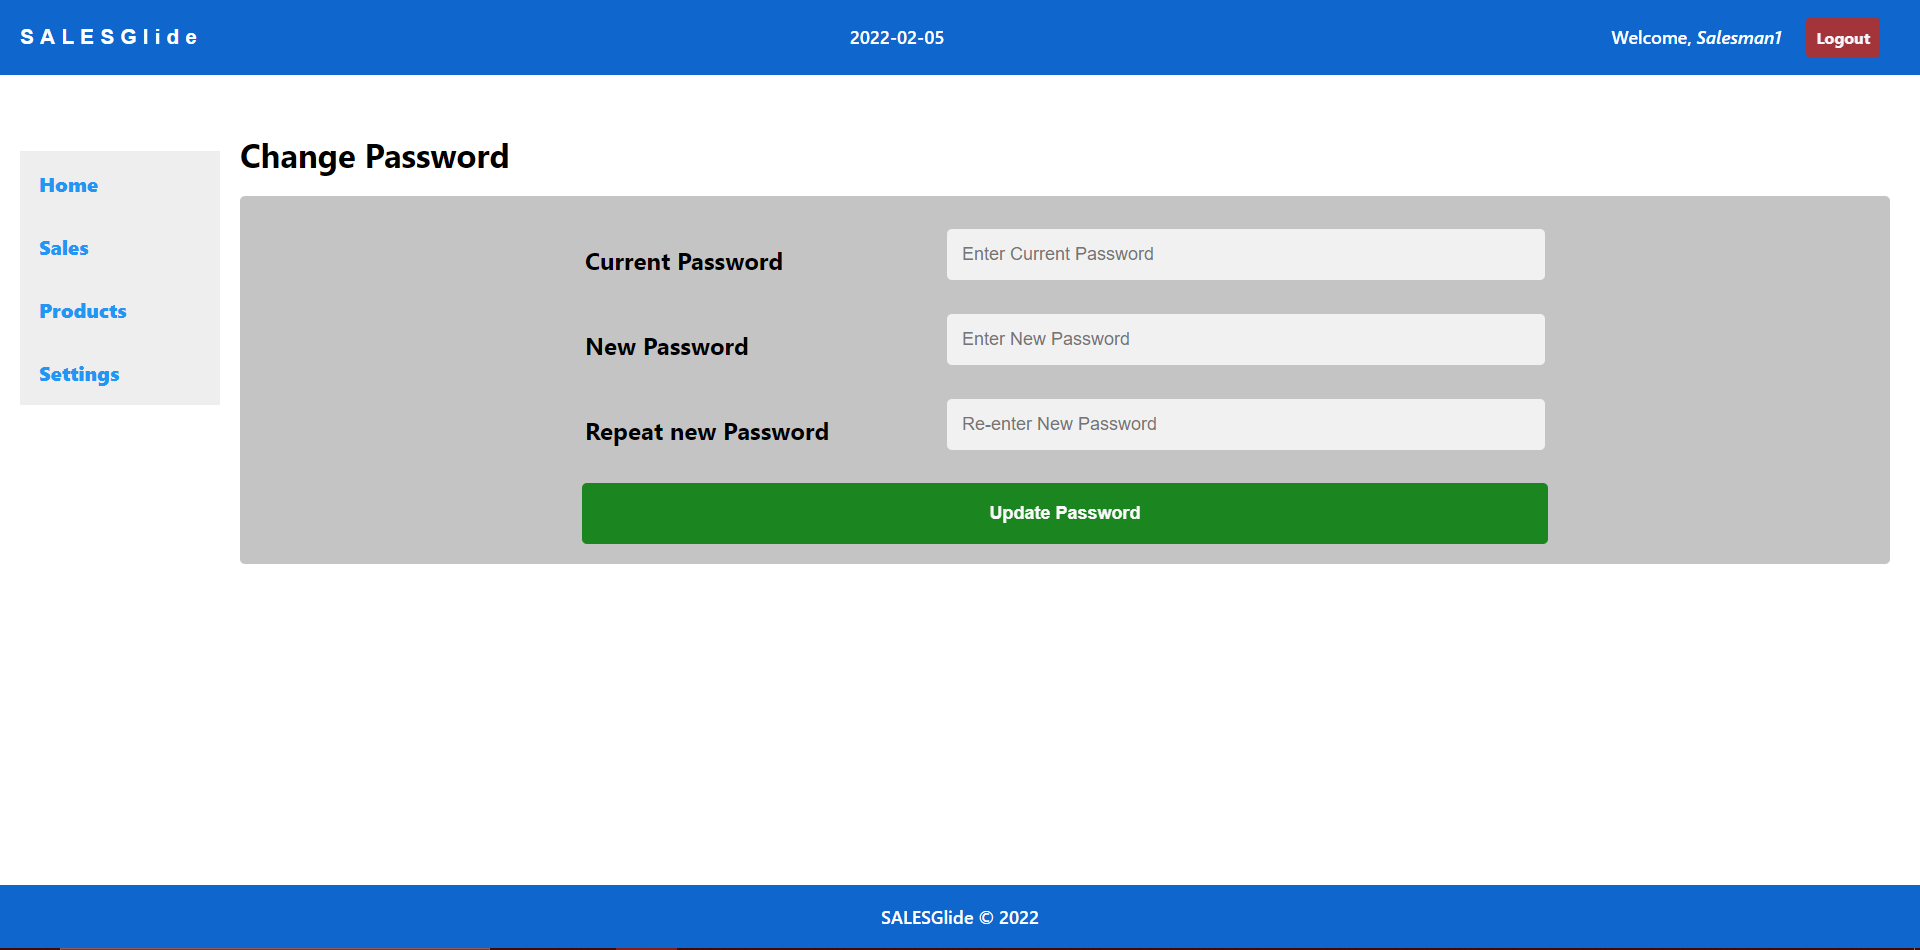 SALESGlide
2022-02-05
Welcome, Salesman1
Logout
Home
Sales
Products
Settings
Change Password
Current Password
Enter Current Password
New Password
Enter New Password
Repeat new Password
Re-enter New Password
Update Password
SALESGlide © 2022